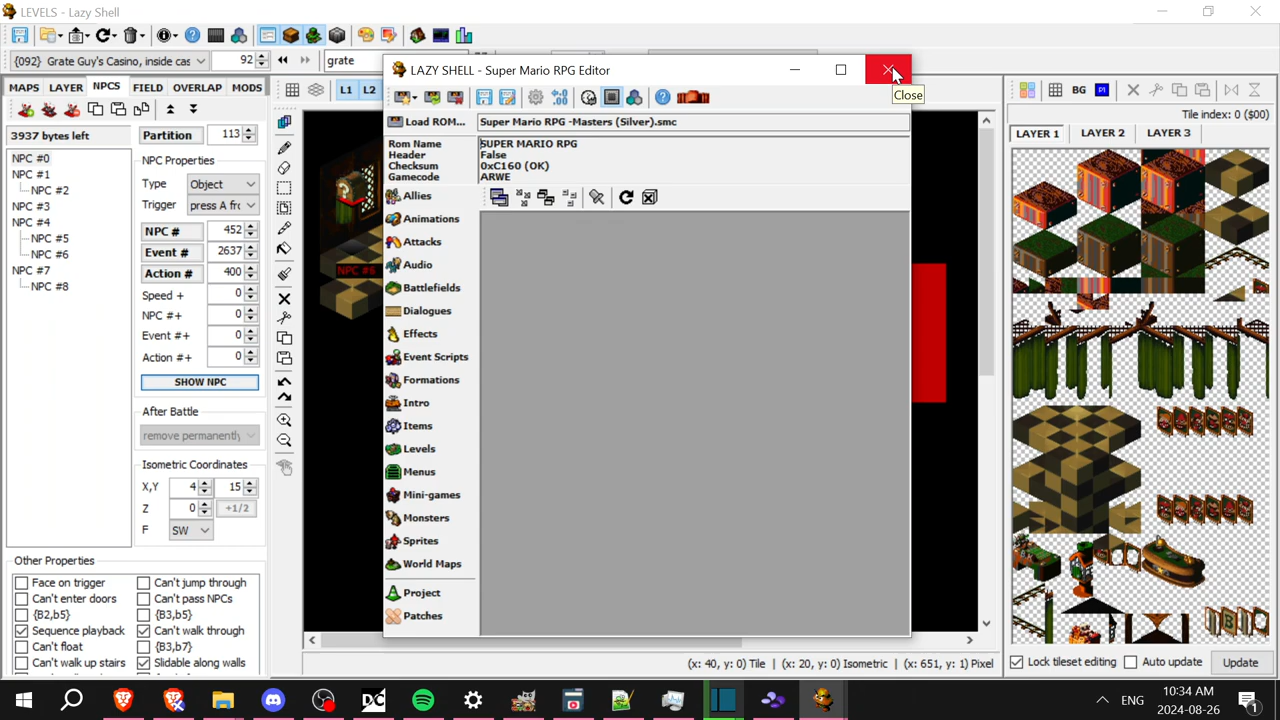 LEVELS - Lazy Shell
{092} Grate Guy's Casino, inside cas
92
grate
MAPS LAYER NPCS FIELD OVERLAP MODS
L1 L2
3937 bytes left
Partition 113
NPC #0
NPC #1
NPC #2
NPC #3
NPC #4
NPC #5
NPC #6
NPC #7
NPC #8
NPC Properties
Type Object
Trigger press A frc
NPC # 452
Event # 2637
Action # 400
Speed + 0
NPC #+ 0
Event #+ 0
Action #+ 0
SHOW NPC
After Battle
remove permanently
Isometric Coordinates
X,Y 4 15
Z 0 +1/2
F SW
Other Properties
Face on trigger Can't jump through
Can't enter doors Can't pass NPCs
{B2,b5} {B3,b5}
Sequence playback Can't walk through
Can't float {B3,b7}
Can't walk up stairs Slidable along walls
NPC #6
LAZY SHELL - Super Mario RPG Editor
Close
Load ROM... Super Mario RPG -Masters (Silver).smc
Rom Name SUPER MARIO RPG
Header False
Checksum 0xC160 (OK)
Gamecode ARWE
Allies
Animations
Attacks
Audio
Battlefields
Dialogues
Effects
Event Scripts
Formations
Intro
Items
Levels
Menus
Mini-games
Monsters
Sprites
World Maps
Project
Patches
BG
Tile index: 0 ($00)
LAYER 1 LAYER 2 LAYER 3
(x: 40, y: 0) Tile | (x: 20, y: 0) Isometric | (x: 651, y: 1) Pixel
Lock tileset editing Auto update Update
ENG
10:34 AM
2024-08-26
1